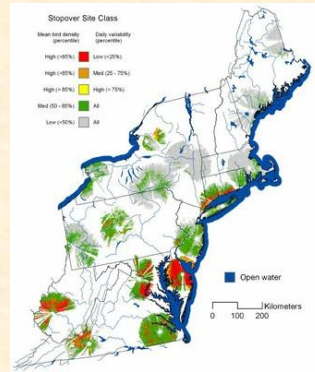 Stopover Site Class
Mean bird density (percentile)
Daily variability (percentile)
High (>85%) Low (<25%)
High (>85%) Med (25 - 75%)
High (> 85%) High (> 75%)
Med (50 - 85%) All
Low (<50%) All
Open water
Kilometers
0 100 200